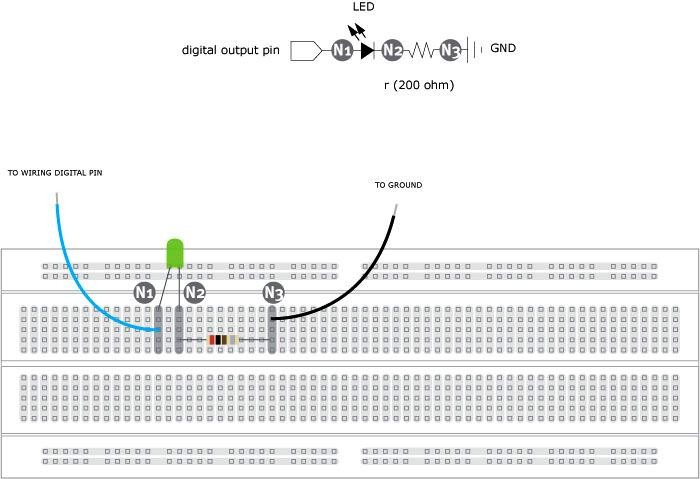 LED
digital output pin N1 N2 N3 GND
r (200 ohm)
TO WIRING DIGITAL PIN
TO GROUND
N1 N2 N3